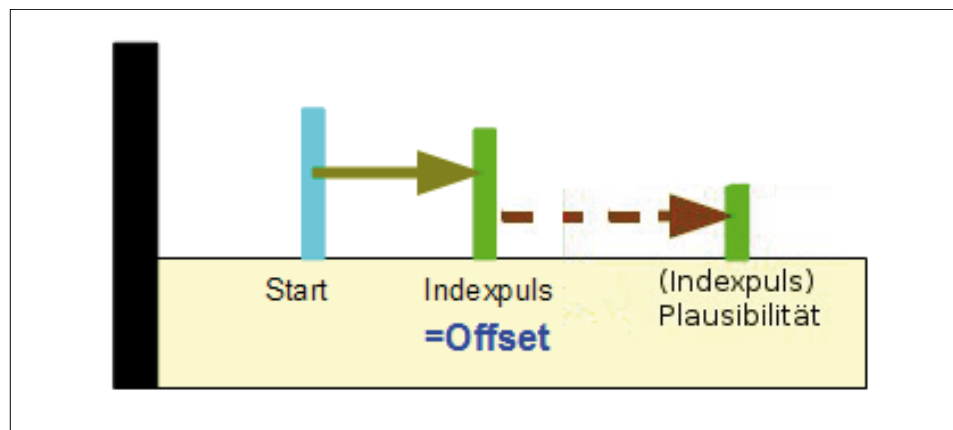 Start
Indexpuls
=Offset
(Indexpuls)
Plausibilität